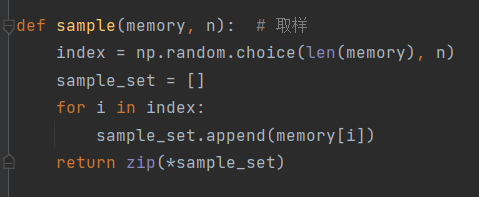 def sample(memory, n):  # 取样
    index = np.random.choice(len(memory), n)
    sample_set = []
    for i in index:
        sample_set.append(memory[i])
    return zip(*sample_set)